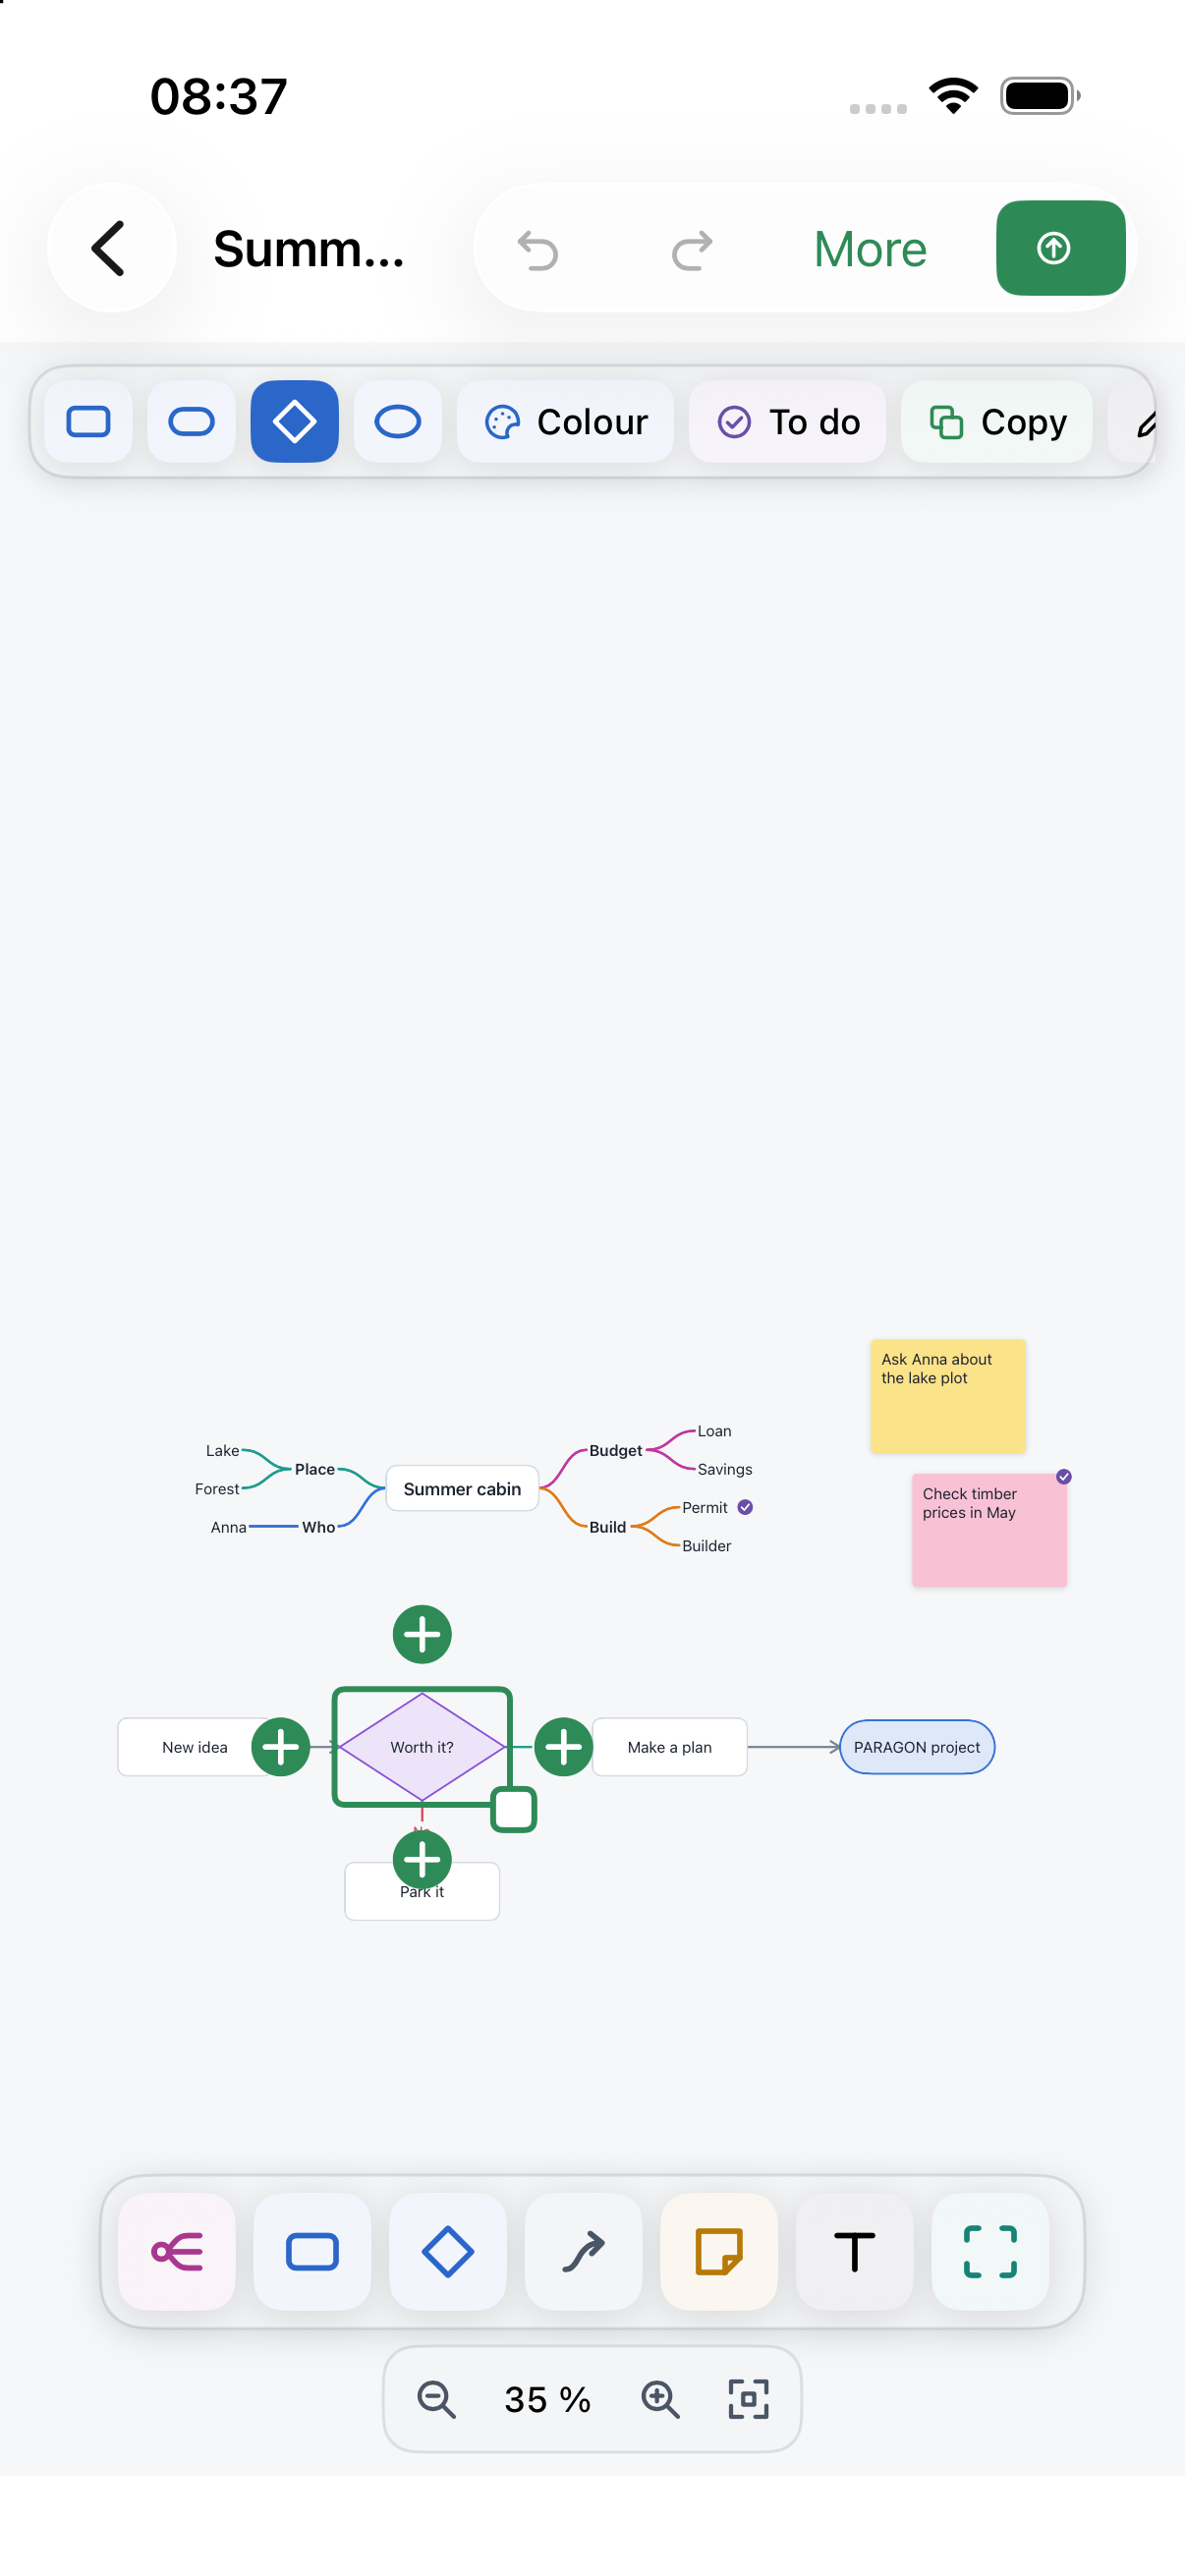 08:37
Summ...
More
Colour
To do
Copy
Ask Anna about
the lake plot
Check timber
prices in May
Lake
Forest
Place
Anna
Who
Summer cabin
Budget
Loan
Savings
Build
Permit
Builder
New idea
Worth it?
Make a plan
PARAGON project
Park it
35 %